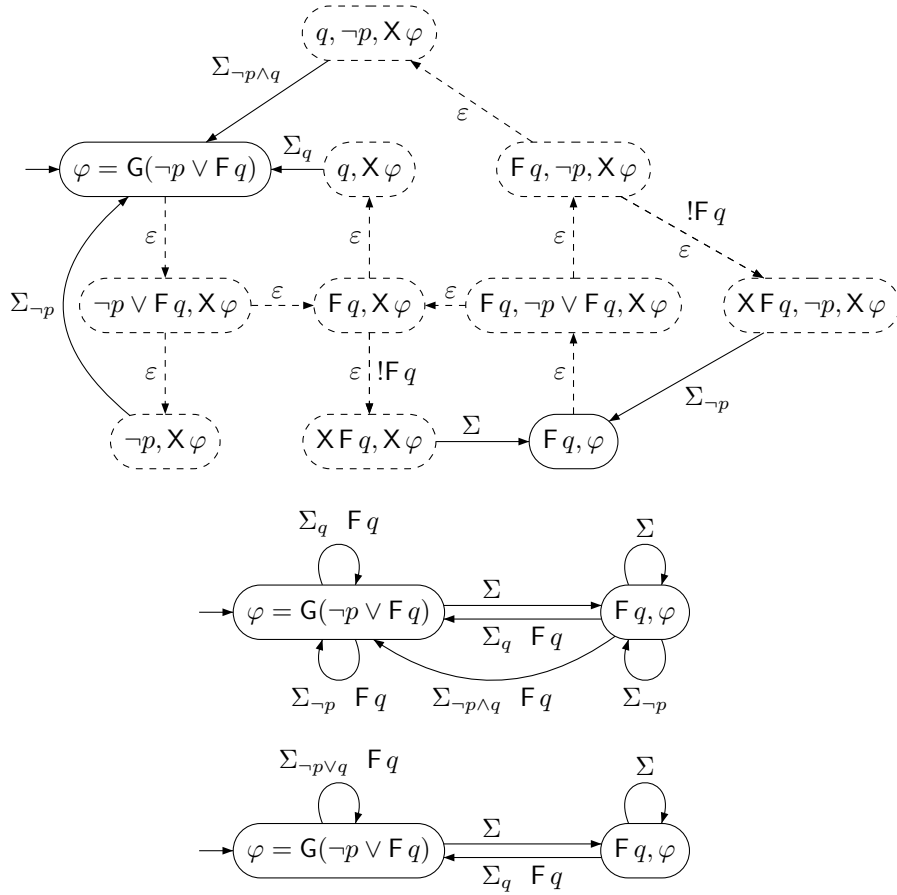 q, ¬p, X φ
Σ¬p∧q
ε
φ = G(¬p ∨ F q)
Σq
q, X φ
F q, ¬p, X φ
!F q
ε
ε
ε
ε
Σ¬p
¬p ∨ F q, X φ
ε
F q, X φ
ε
F q, ¬p ∨ F q, X φ
X F q, ¬p, X φ
ε
ε
!F q
ε
Σ¬p
¬p, X φ
X F q, X φ
Σ
F q, φ
Σq F q
Σ
φ = G(¬p ∨ F q)
Σ
F q, φ
Σq F q
Σ¬p F q
Σ¬p∧q F q
Σ¬p
Σ¬p∨q F q
Σ
φ = G(¬p ∨ F q)
Σ
F q, φ
Σq F q